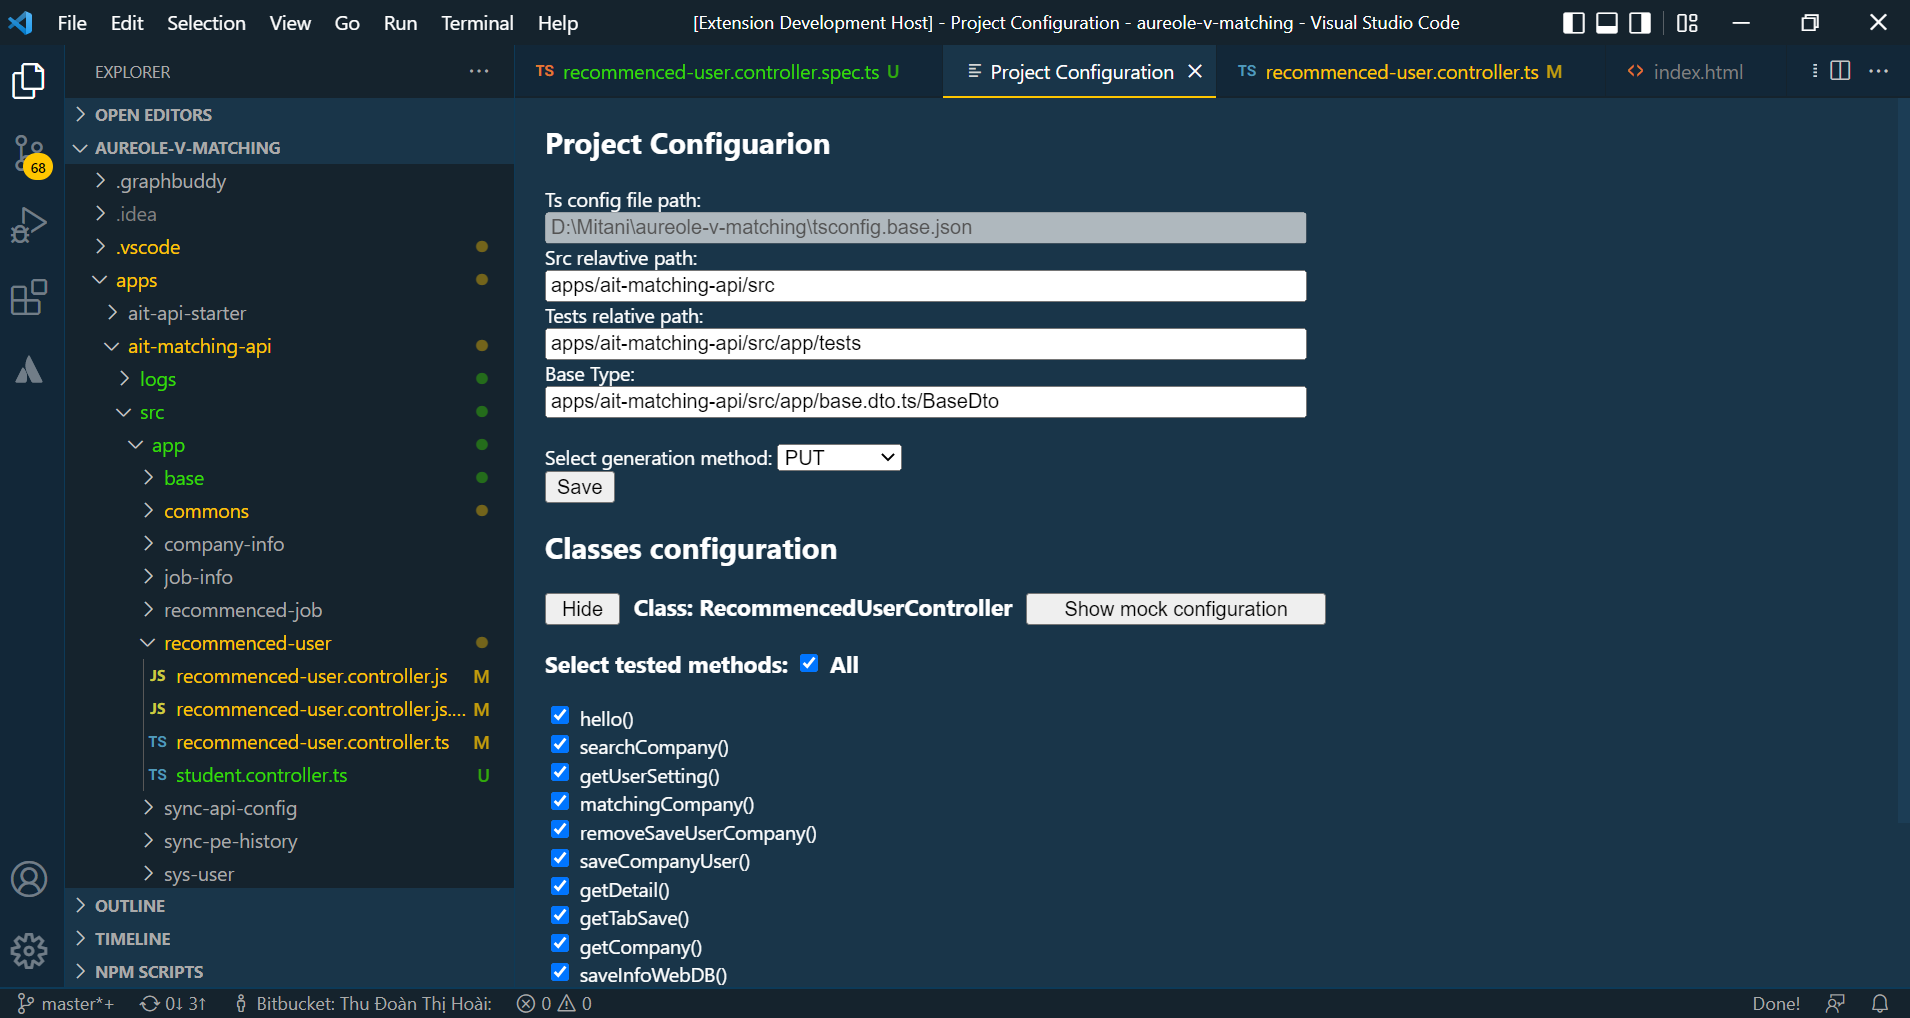 File Edit Selection View Go Run Terminal Help [Extension Development Host] - Project Configuration - aureole-v-matching - Visual Studio Code
EXPLORER ···
TS recommenced-user.controller.spec.ts U
Project Configuration
TS recommenced-user.controller.ts M
index.html
OPEN EDITORS
AUREOLE-V-MATCHING
.graphbuddy
.idea
.vscode
apps
ait-api-starter
ait-matching-api
logs
src
app
base
commons
company-info
job-info
recommenced-job
recommenced-user
JS recommenced-user.controller.js M
JS recommenced-user.controller.js.... M
TS recommenced-user.controller.ts M
TS student.controller.ts U
sync-api-config
sync-pe-history
sys-user
OUTLINE
TIMELINE
NPM SCRIPTS
68
Project Configuarion
Ts config file path:
D:\Mitani\aureole-v-matching\tsconfig.base.json
Src relavtive path:
apps/ait-matching-api/src
Tests relative path:
apps/ait-matching-api/src/app/tests
Base Type:
apps/ait-matching-api/src/app/base.dto.ts/BaseDto
Select generation method: PUT
Save
Classes configuration
Hide Class: RecommencedUserController Show mock configuration
Select tested methods: All
hello()
searchCompany()
getUserSetting()
matchingCompany()
removeSaveUserCompany()
saveCompanyUser()
getDetail()
getTabSave()
getCompany()
saveInfoWebDB()
master*+ 0↓ 3↑ Bitbucket: Thu Đoàn Thị Hoài: 0 0 Done!